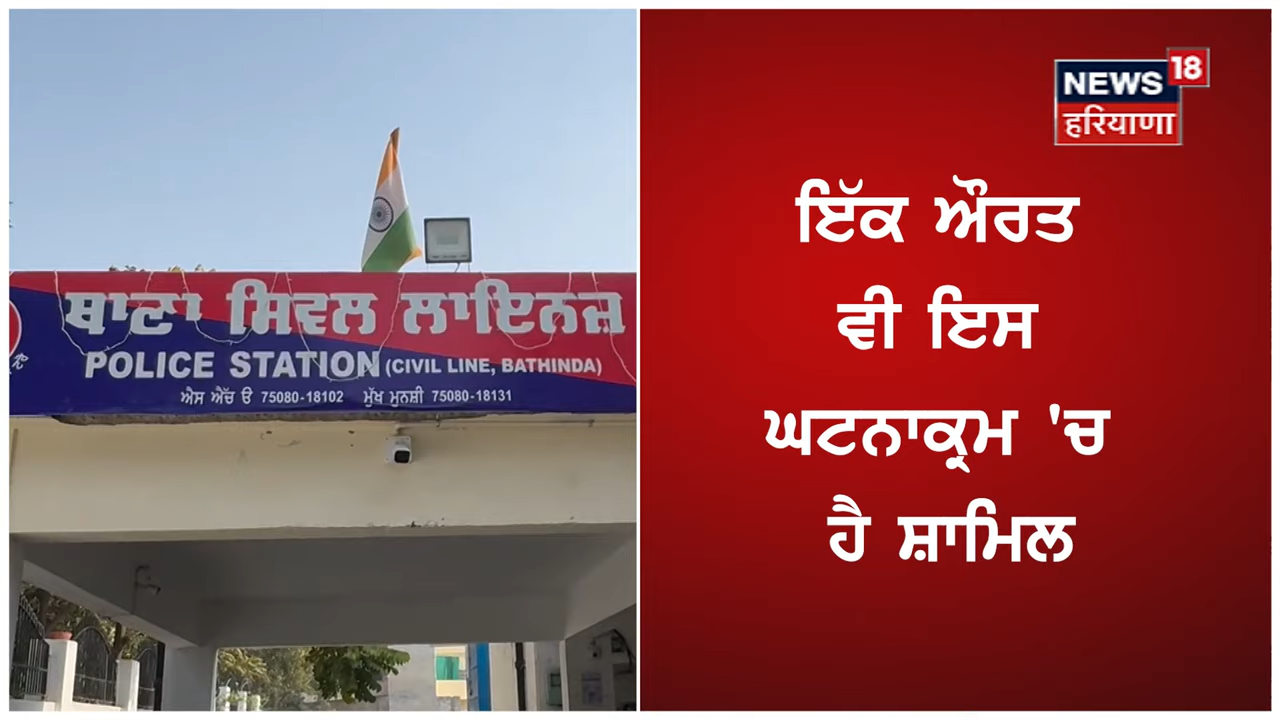 ਥਾਣਾ ਸਿਵਲ ਲਾਇਨਜ਼
POLICE STATION (CIVIL LINE, BATHINDA)
ਐਸ ਐੱਚ ੳ 75080-18102 ਮੁੱਖ ਮੁਨਸ਼ੀ 75080-18131
NEWS 18
हरियाणा
ਇੱਕ ਔਰਤ
ਵੀ ਇਸ
ਘਟਨਾਕ੍ਰਮ 'ਚ
ਹੈ ਸ਼ਾਮਿਲ